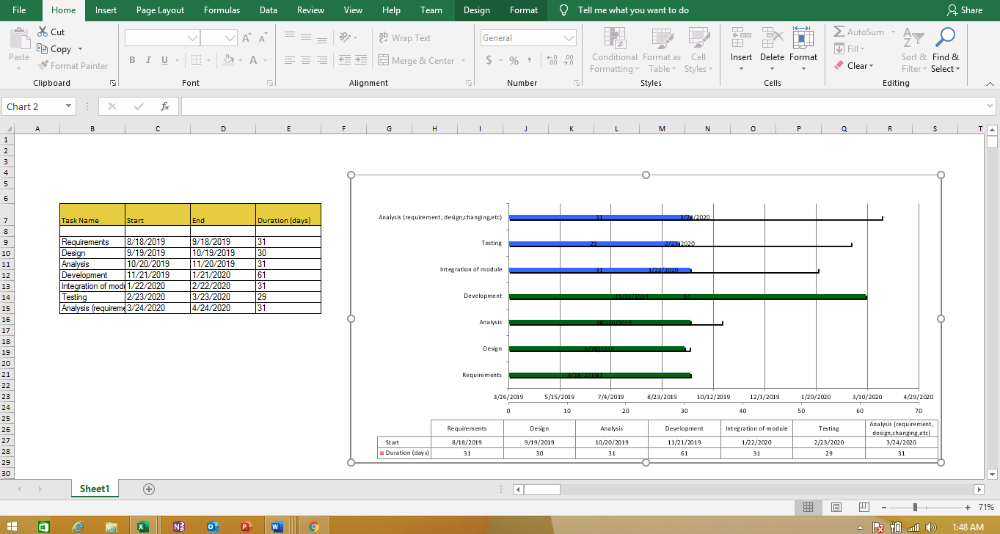 File Home Insert Page Layout Formulas Data Review View Help Team Design Format Tell me what you want to do Share
Paste
Cut
Copy
Format Painter
Clipboard
B I U A A A
Font
ab Wrap Text
Merge & Center
Alignment
General
$ % , .0 .00 .00 .0
Number
Conditional Formatting
Format as Table
Cell Styles
Styles
Insert Delete Format
Cells
AutoSum
Fill
Clear
Sort & Filter
Find & Select
Editing
Chart 2 fx
A B C D E F G H I J K L M N O P Q R S T
1
2
3
4
5
6
7
8
9
10
11
12
13
14
15
16
17
18
19
20
21
22
23
24
25
26
27
28
29
30
Task Name Start End Duration (days)
Requirements 8/18/2019 9/18/2019 31
Design 9/19/2019 10/19/2019 30
Analysis 10/20/2019 11/20/2019 31
Development 11/21/2019 1/21/2020 61
Integration of modu 1/22/2020 2/22/2020 31
Testing 2/23/2020 3/23/2020 29
Analysis (requireme 3/24/2020 4/24/2020 31
Analysis (requirement, design,changing,etc) 31 3/24/2020
Testing 29 2/23/2020
Integration of module 31 1/22/2020
Development 11/21/2019 61
Analysis 10/20/2019
Design
Requirements 8/18/2019
3/26/2019 5/15/2019 7/4/2019 8/23/2019 10/12/2019 12/1/2019 1/20/2020 3/10/2020 4/29/2020
0 10 20 30 40 50 60 70
Requirements Design Analysis Development Integration of module Testing Analysis (requirement, design,changing,etc)
Start 8/18/2019 9/19/2019 10/20/2019 11/21/2019 1/22/2020 2/23/2020 3/24/2020
Duration (days) 31 30 31 61 31 29 31
Sheet1
71%
1:48 AM